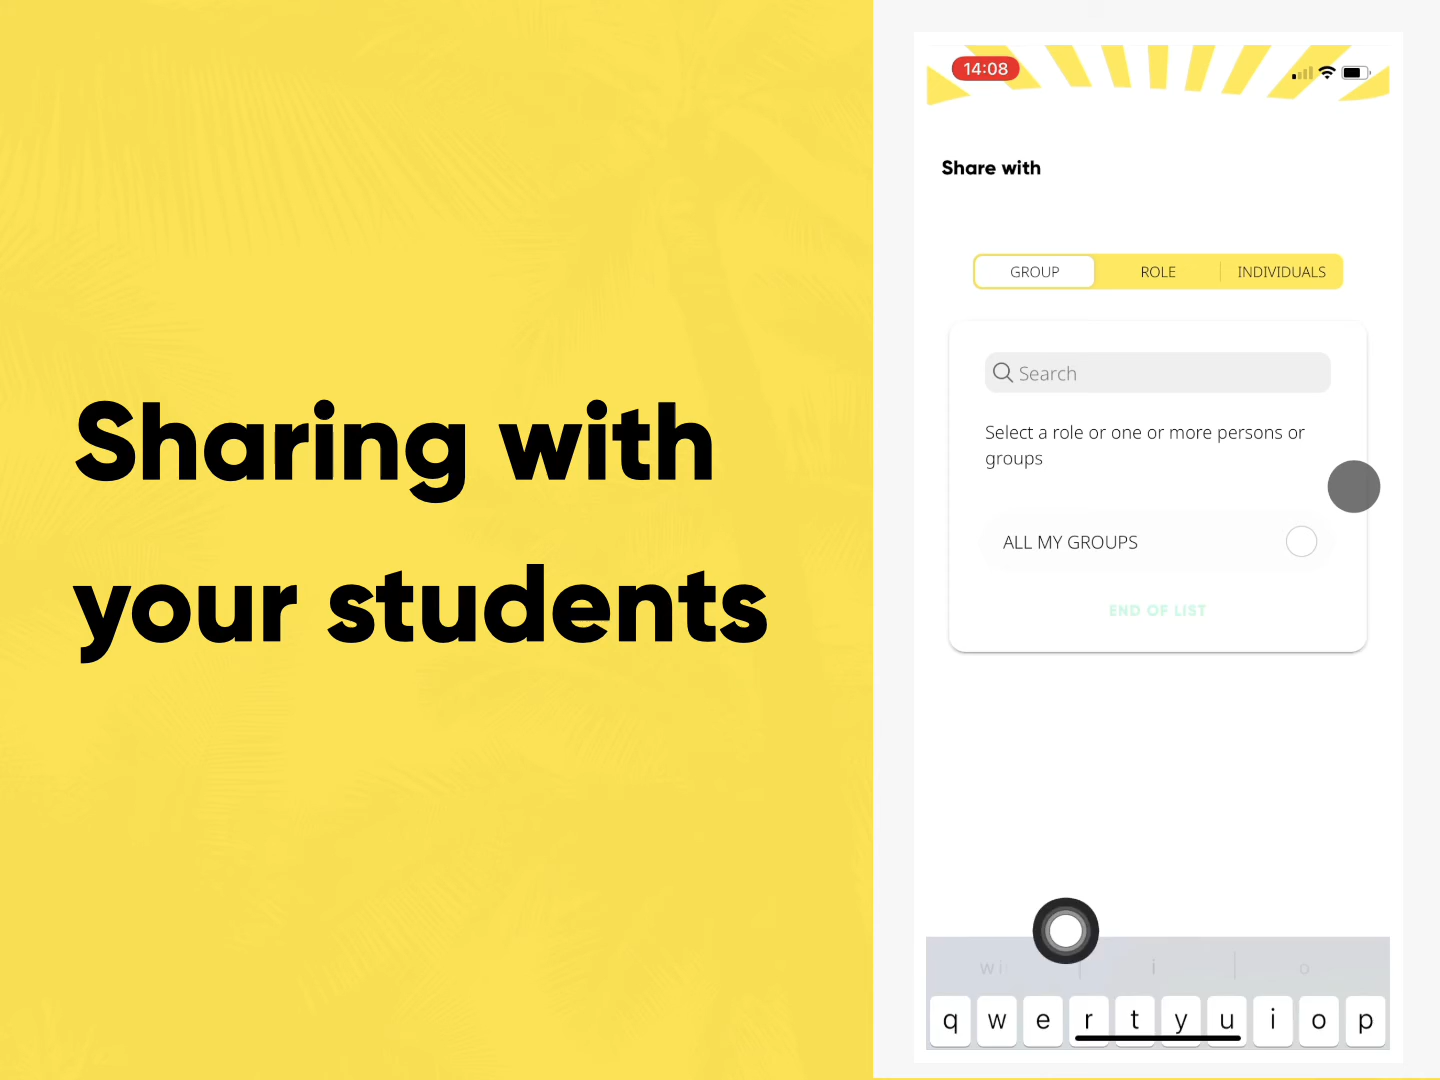 Sharing with
your students
14:08
Share with
GROUP ROLE INDIVIDUALS
Search
Select a role or one or more persons or
groups
ALL MY GROUPS
END OF LIST
wi i o
q w e r t y u i o p